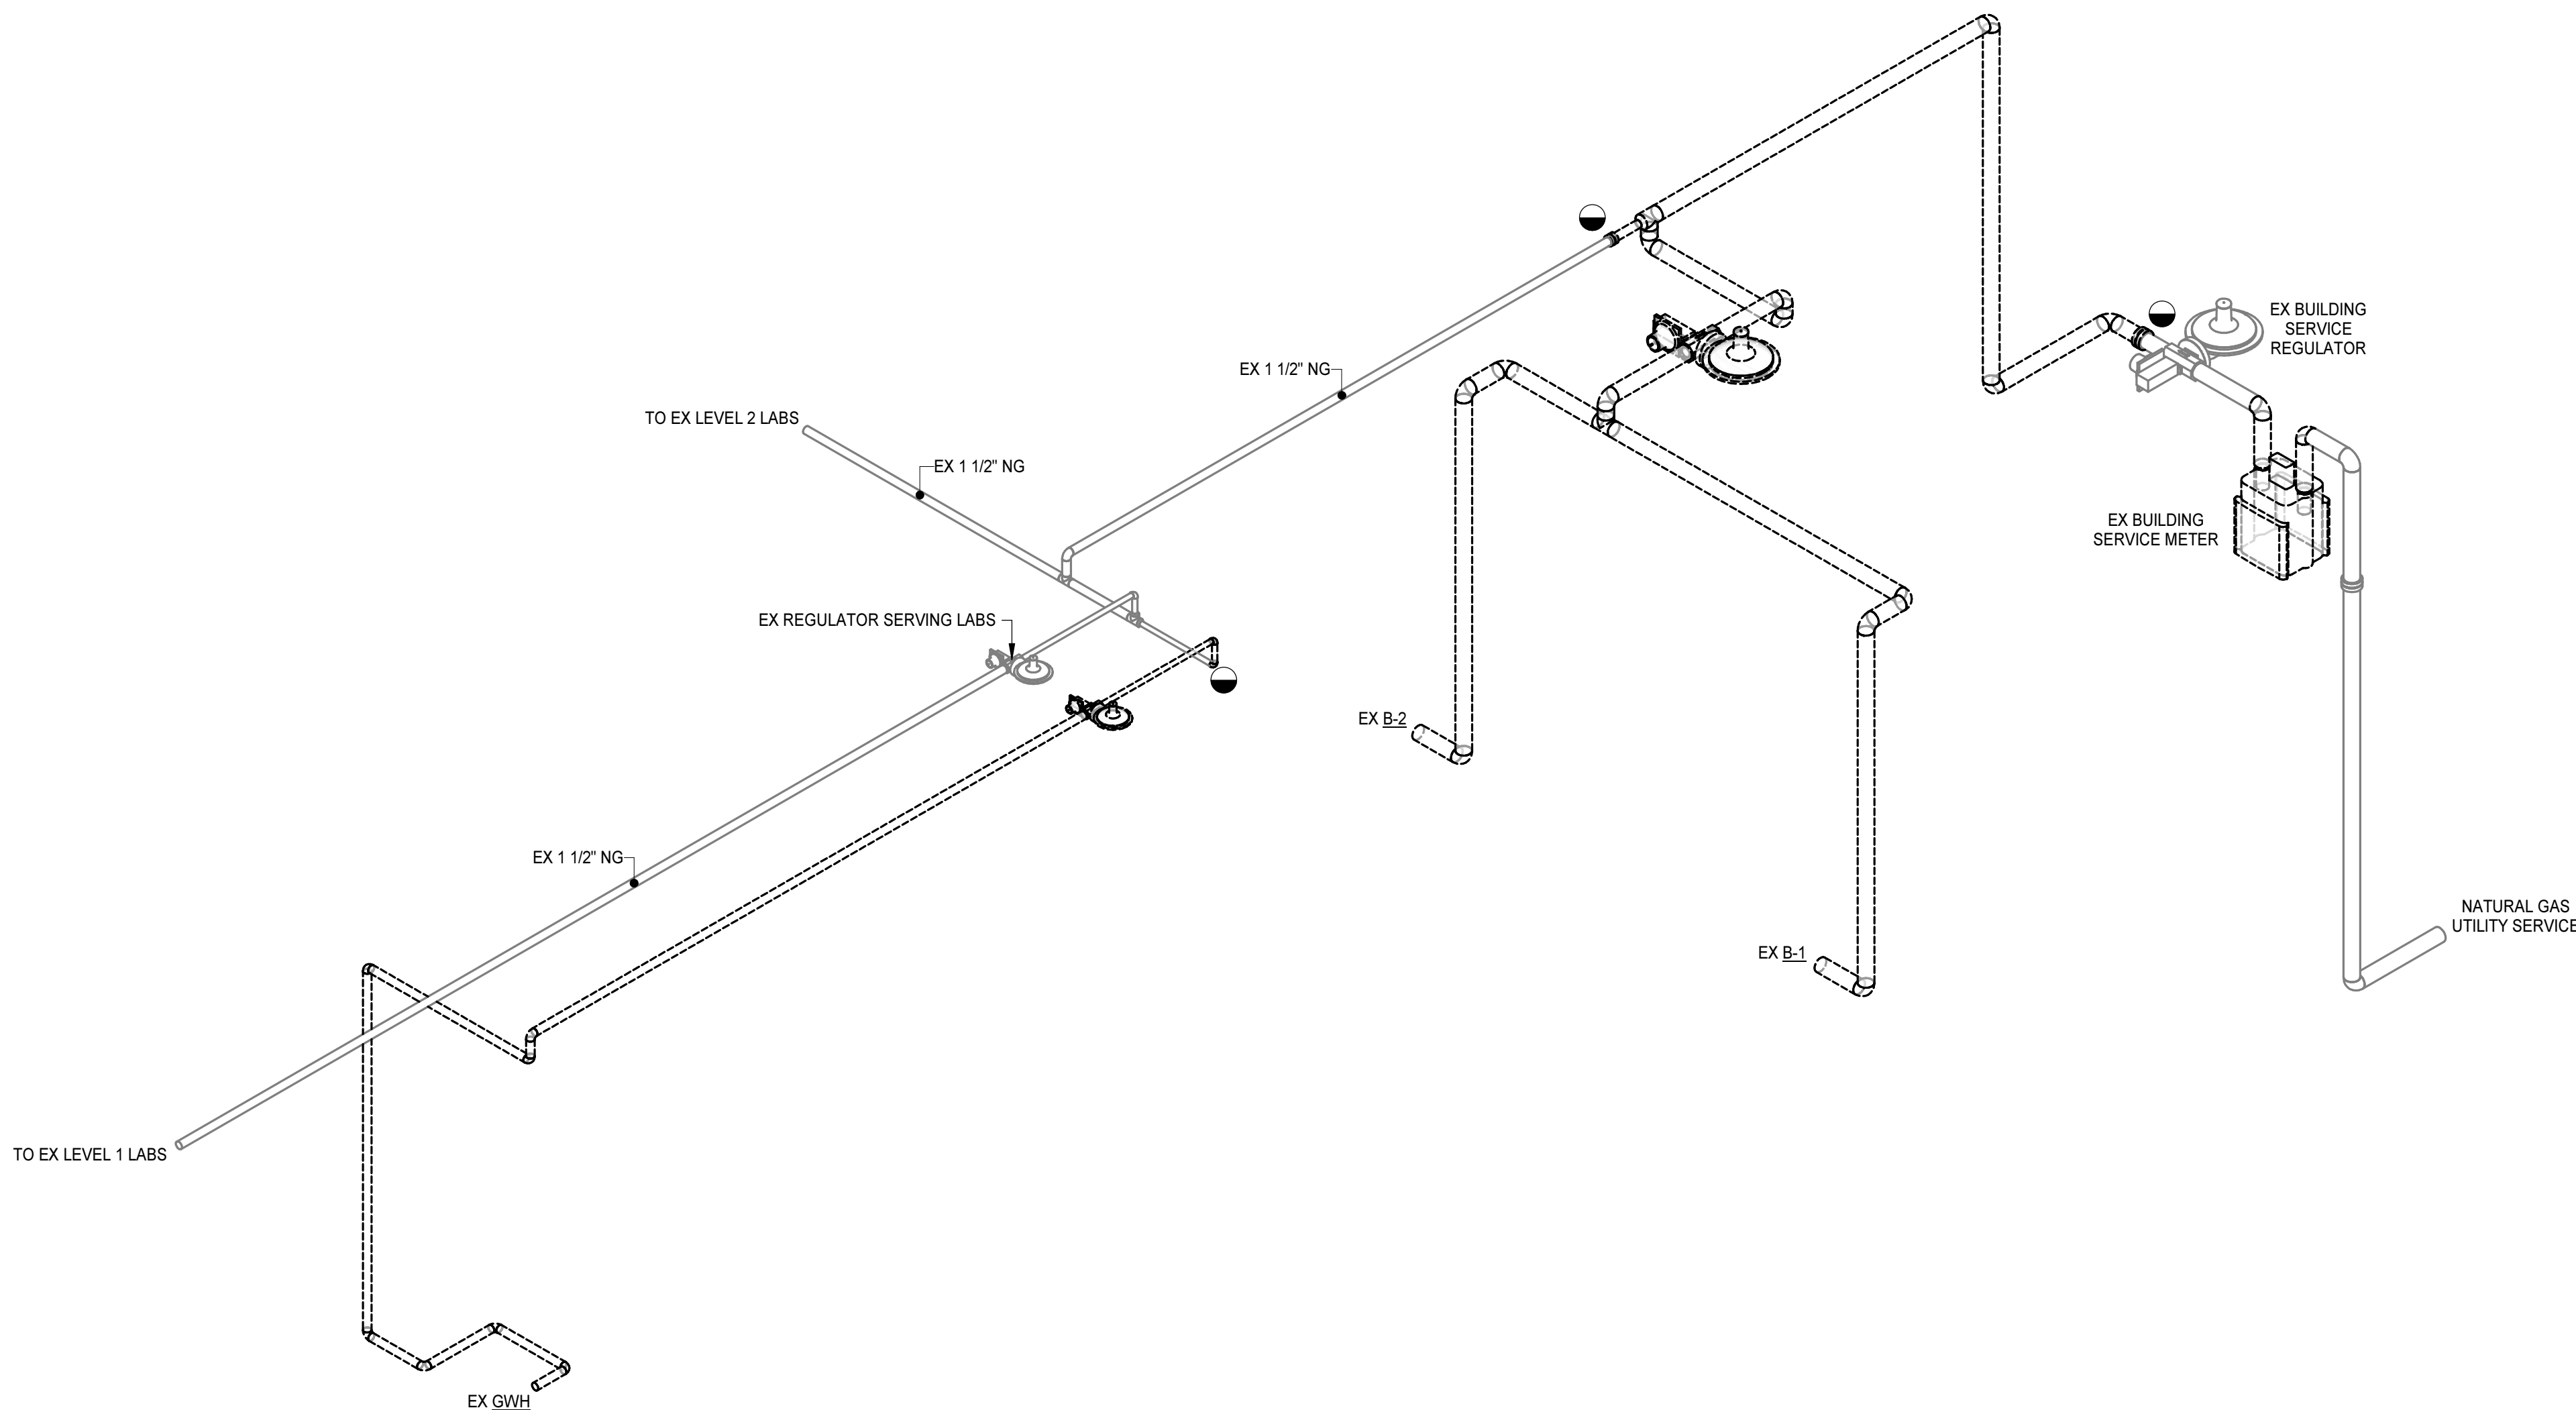 EX BUILDING
SERVICE
REGULATOR
EX 1 1/2" NG
TO EX LEVEL 2 LABS
EX 1 1/2" NG
EX BUILDING
SERVICE METER
EX REGULATOR SERVING LABS
EX B-2
EX 1 1/2" NG
NATURAL GAS
UTILITY SERVICE
EX B-1
TO EX LEVEL 1 LABS
EX GWH